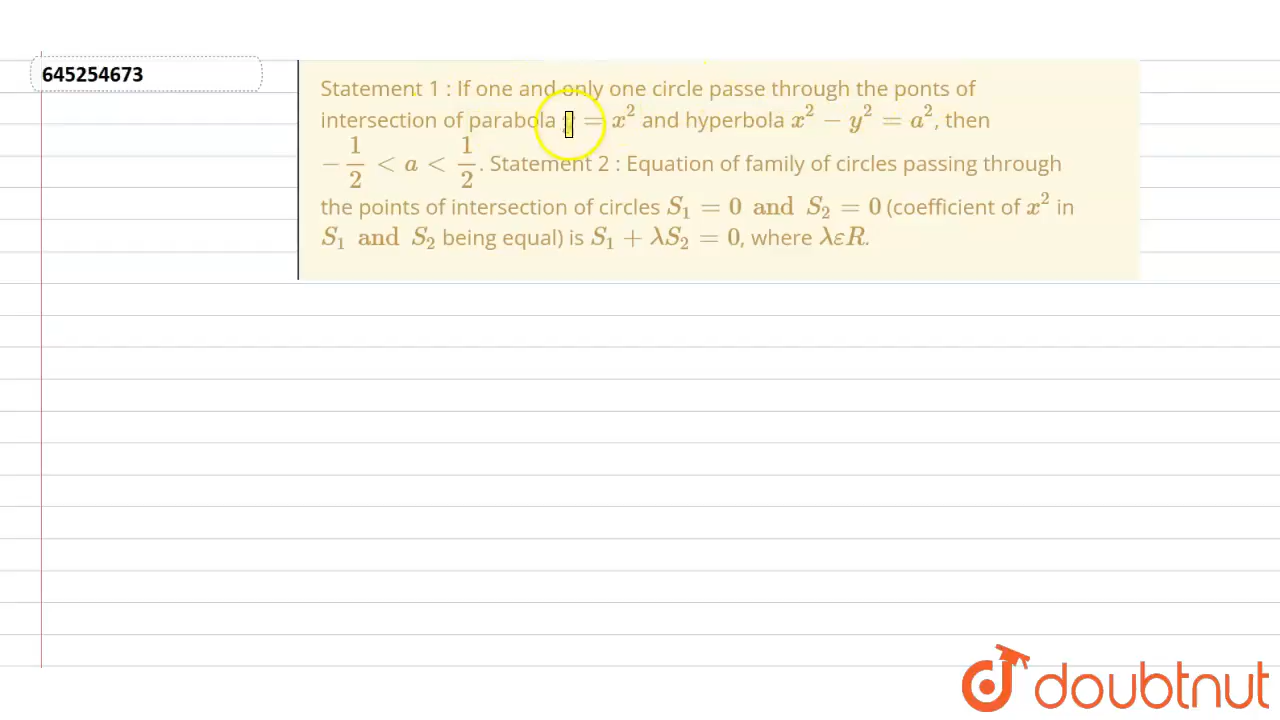 645254673
Statement 1 : If one and only one circle passe through the ponts of
intersection of parabola y = x² and hyperbola x² − y² = a², then
−1/2 < a < 1/2. Statement 2 : Equation of family of circles passing through
the points of intersection of circles S₁ = 0 and S₂ = 0 (coefficient of x² in
S₁ and S₂ being equal) is S₁ + λS₂ = 0, where λεR.
doubtnut